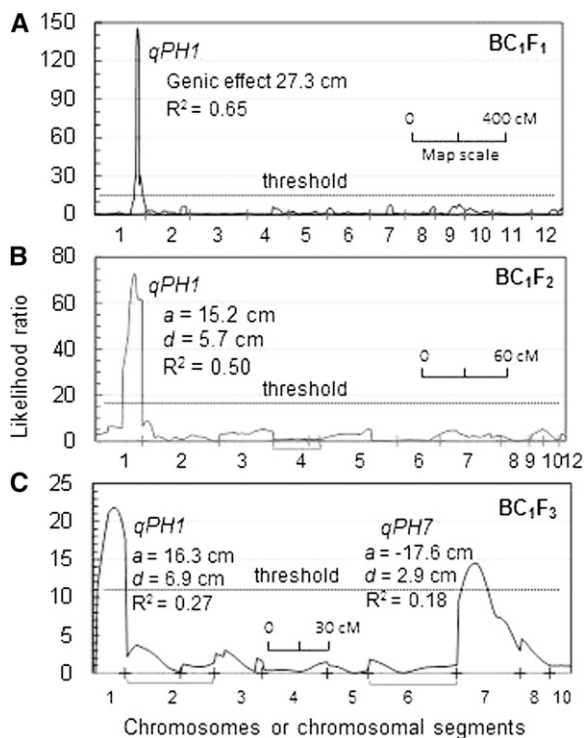 A
150
120
90
60
30
0
qPH1
Genic effect 27.3 cm
R² = 0.65
BC₁F₁
0 400 cM
Map scale
threshold
1 2 3 4 5 6 7 8 9 10 11 12
B
80
60
40
20
0
qPH1
a = 15.2 cm
d = 5.7 cm
R² = 0.50
BC₁F₂
0 60 cM
threshold
1 2 3 4 5 6 7 8 9 10 12
Likelihood ratio
C
25
20
15
10
5
0
qPH1
a = 16.3 cm
d = 6.9 cm
R² = 0.27
threshold
0 30 cM
qPH7
a = -17.6 cm
d = 2.9 cm
R² = 0.18
BC₁F₃
1 2 3 4 5 6 7 8 10
Chromosomes or chromosomal segments